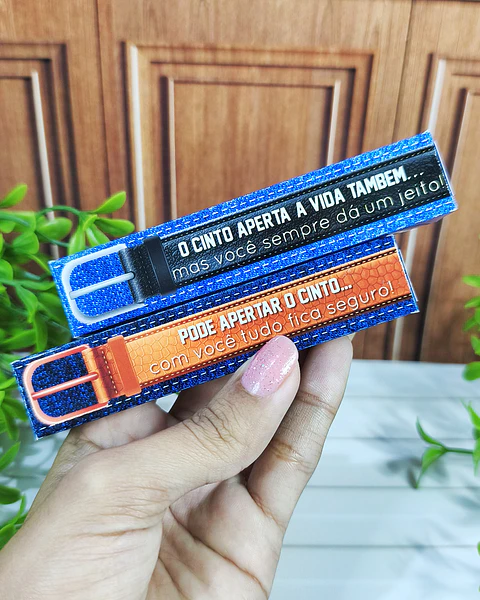 O CINTO APERTA A VIDA TAMBEM...
mas você sempre dá um jeito!
PODE APERTAR O CINTO...
com você tudo fica seguro!